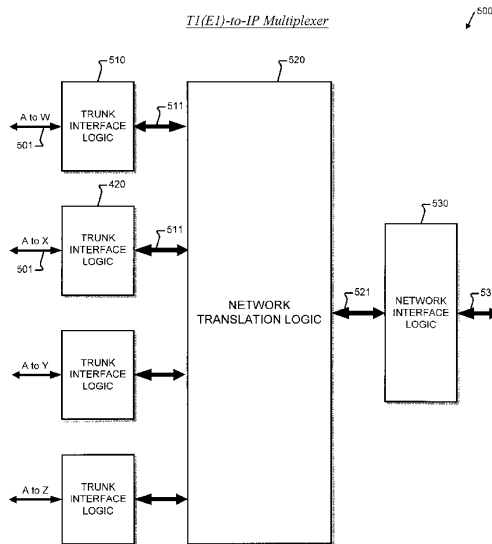 T1(E1)-to-IP Multiplexer
500
510
520
A to W
501
TRUNK
INTERFACE
LOGIC
511
420
A to X
501
TRUNK
INTERFACE
LOGIC
511
530
NETWORK
TRANSLATION LOGIC
521
NETWORK
INTERFACE
LOGIC
A to Y
TRUNK
INTERFACE
LOGIC
A to Z
TRUNK
INTERFACE
LOGIC